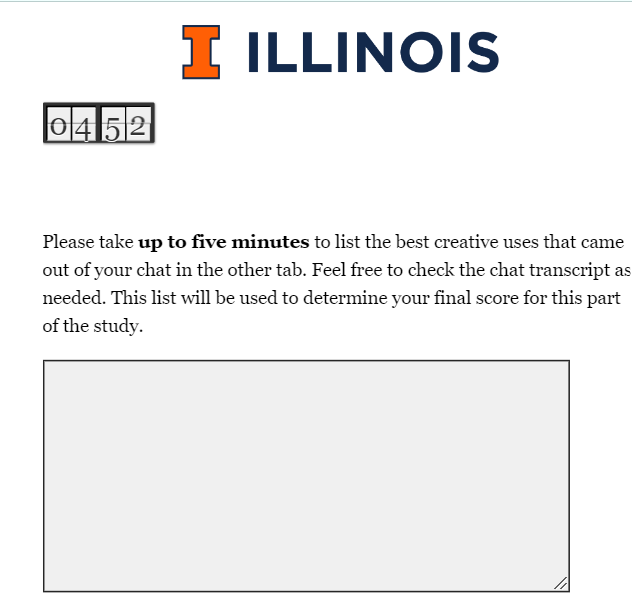 I ILLINOIS
0452
Please take up to five minutes to list the best creative uses that came
out of your chat in the other tab. Feel free to check the chat transcript as
needed. This list will be used to determine your final score for this part
of the study.